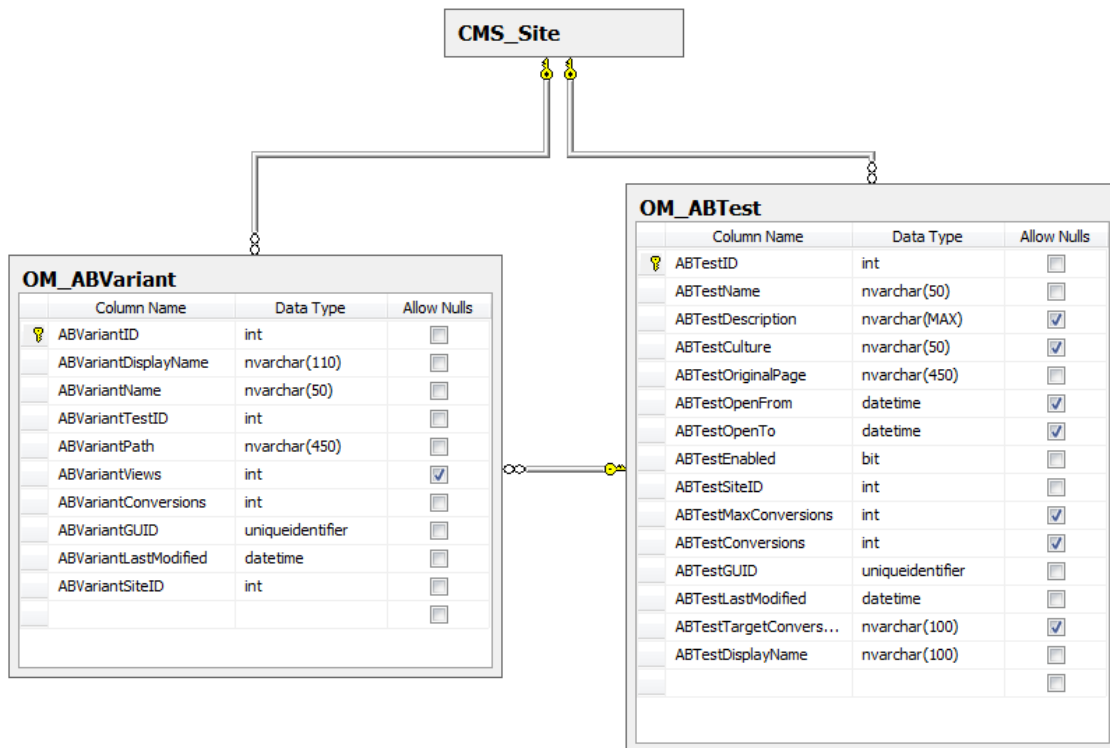 CMS_Site
OM_ABTest
Column Name Data Type Allow Nulls
ABTestID int
ABTestName nvarchar(50)
ABTestDescription nvarchar(MAX)
ABTestCulture nvarchar(50)
ABTestOriginalPage nvarchar(450)
ABTestOpenFrom datetime
ABTestOpenTo datetime
ABTestEnabled bit
ABTestSiteID int
ABTestMaxConversions int
ABTestConversions int
ABTestGUID uniqueidentifier
ABTestLastModified datetime
ABTestTargetConvers... nvarchar(100)
ABTestDisplayName nvarchar(100)
OM_ABVariant
Column Name Data Type Allow Nulls
ABVariantID int
ABVariantDisplayName nvarchar(110)
ABVariantName nvarchar(50)
ABVariantTestID int
ABVariantPath nvarchar(450)
ABVariantViews int
ABVariantConversions int
ABVariantGUID uniqueidentifier
ABVariantLastModified datetime
ABVariantSiteID int